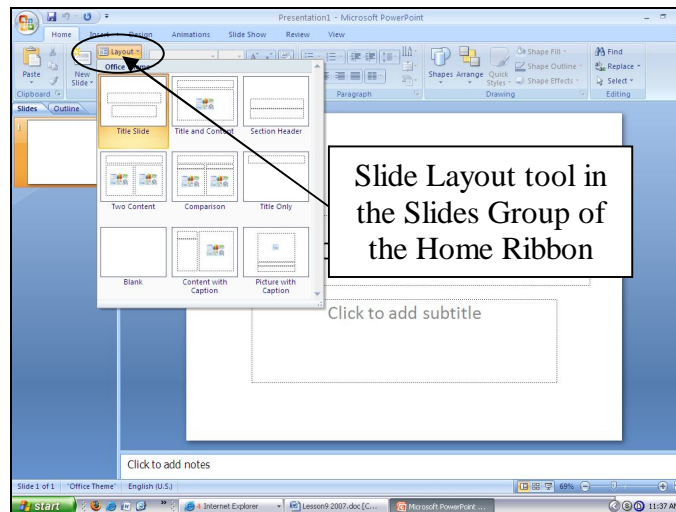 Presentation1 - Microsoft PowerPoint
Home Insert Design Animations Slide Show Review View
Layout
Paste
New Slide
Shapes Arrange Quick Styles
Shape Fill
Shape Outline
Shape Effects
Find
Replace
Select
Clipboard Paragraph Drawing Editing
Slides Outline
1
Office Theme
Title Slide Title and Content Section Header
Two Content Comparison Title Only
Blank Content with Caption Picture with Caption
Slide Layout tool in
the Slides Group of
the Home Ribbon
Click to add subtitle
Click to add notes
Slide 1 of 1 "Office Theme" English (U.S.) 69%
start 4 Internet Explorer Lesson9 2007.doc [C... Microsoft PowerPoint ... 11:37 AM